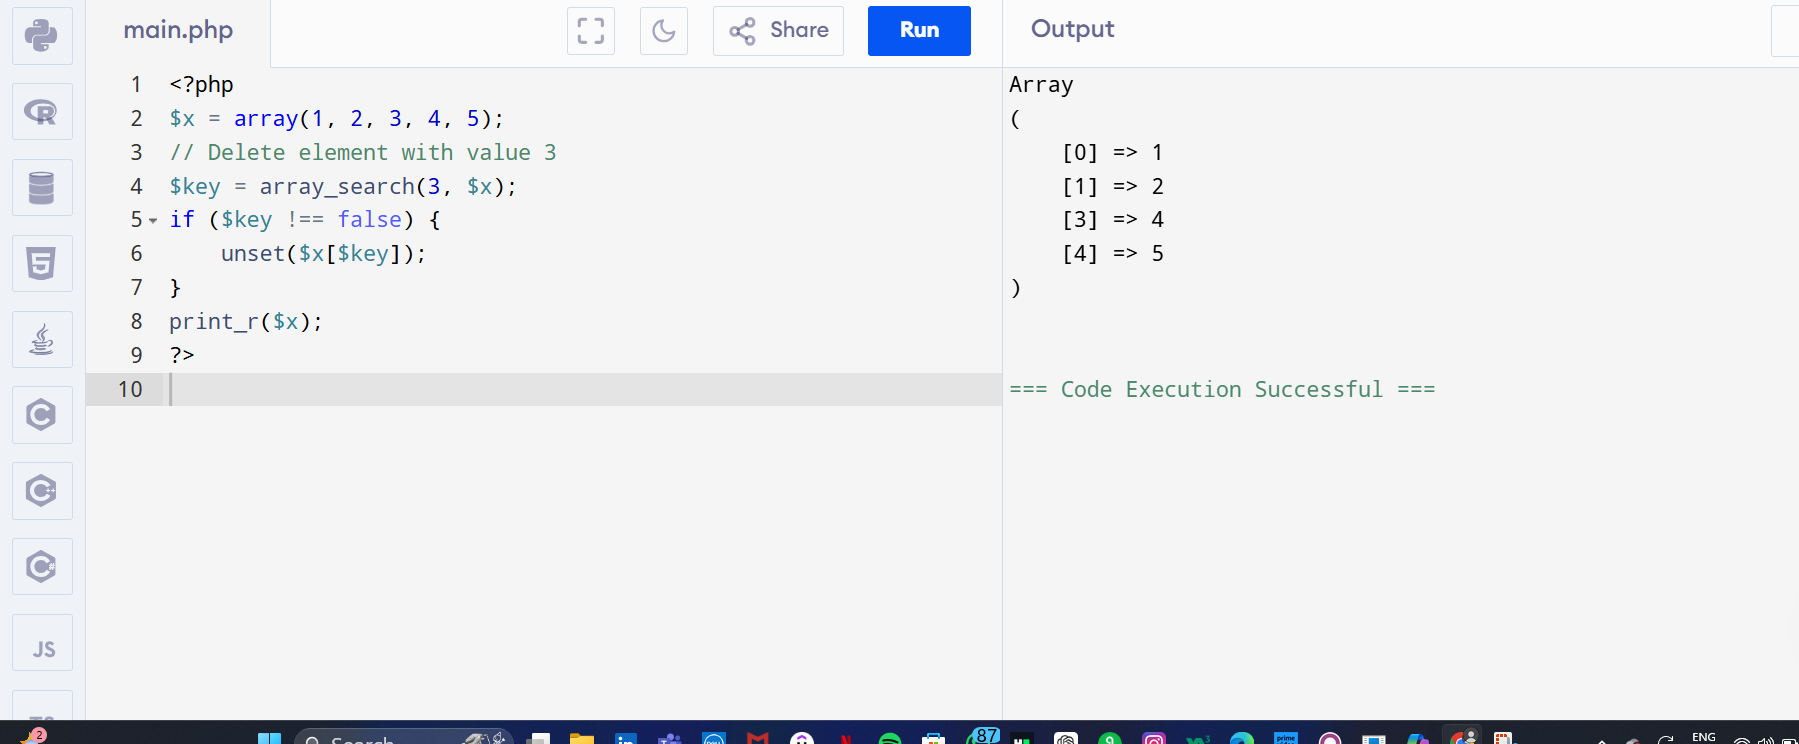 main.php
Share
Run
Output
1 <?php
2 $x = array(1, 2, 3, 4, 5);
3 // Delete element with value 3
4 $key = array_search(3, $x);
5 if ($key !== false) {
6     unset($x[$key]);
7 }
8 print_r($x);
9 ?>
10
Array
(
    [0] => 1
    [1] => 2
    [3] => 4
    [4] => 5
)
=== Code Execution Successful ===
JS
2
Search
87
ENG